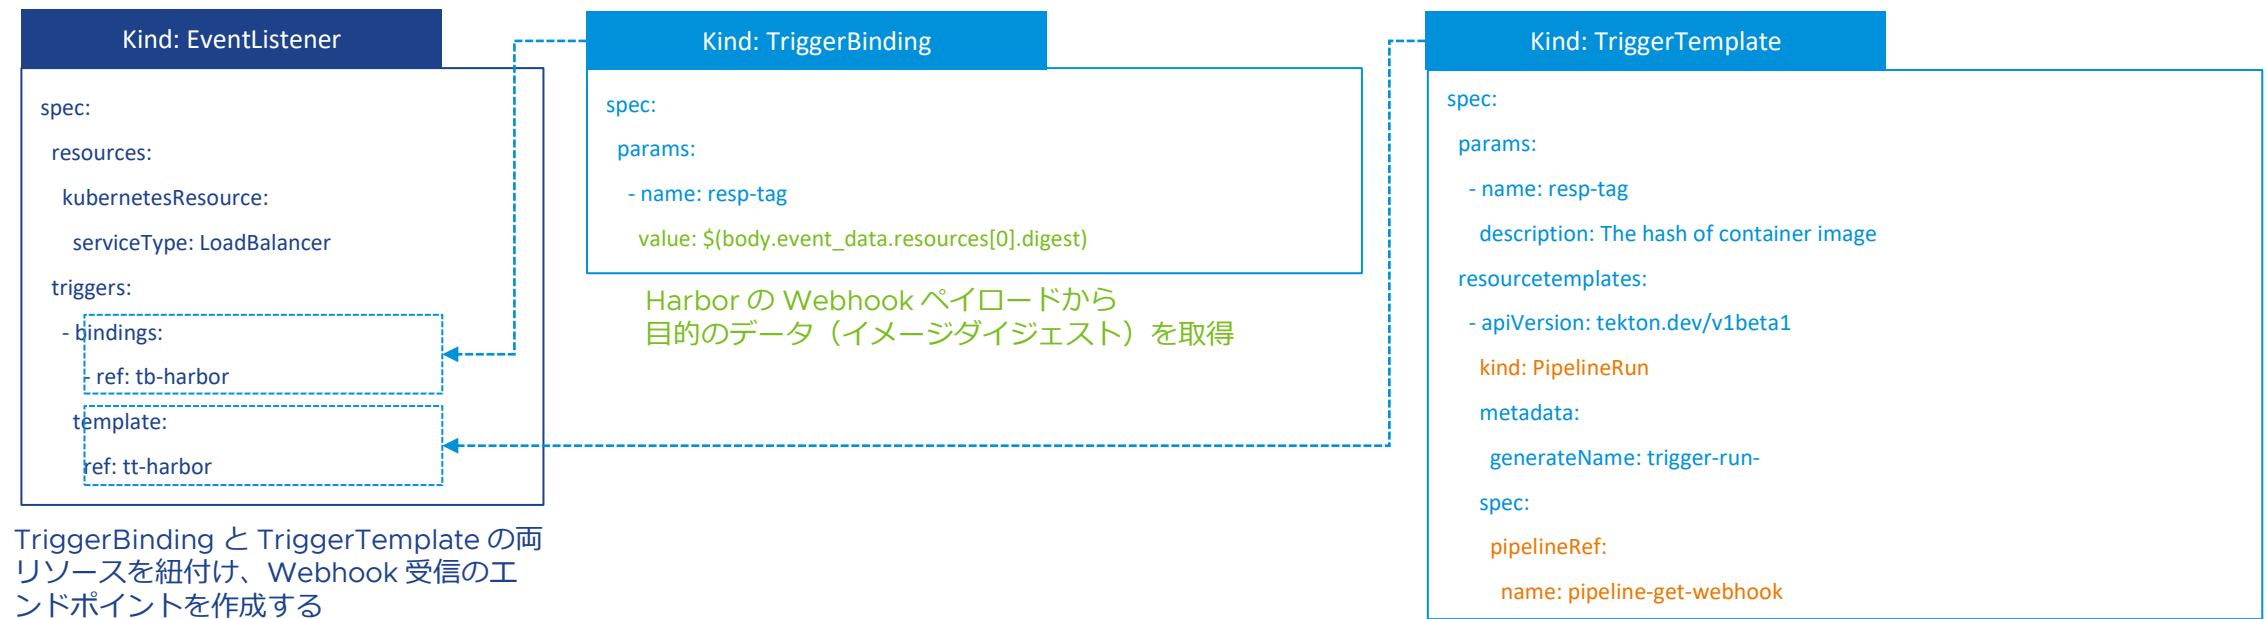 Kind: EventListener
spec:
resources:
kubernetesResource:
serviceType: LoadBalancer
triggers:
- bindings:
- ref: tb-harbor
template:
ref: tt-harbor
TriggerBinding と TriggerTemplate の両
リソースを紐付け、Webhook 受信のエ
ンドポイントを作成する
Kind: TriggerBinding
spec:
params:
- name: resp-tag
value: $(body.event_data.resources[0].digest)
Harbor の Webhook ペイロードから
目的のデータ（イメージダイジェスト）を取得
Kind: TriggerTemplate
spec:
params:
- name: resp-tag
description: The hash of container image
resourcetemplates:
- apiVersion: tekton.dev/v1beta1
kind: PipelineRun
metadata:
generateName: trigger-run-
spec:
pipelineRef:
name: pipeline-get-webhook